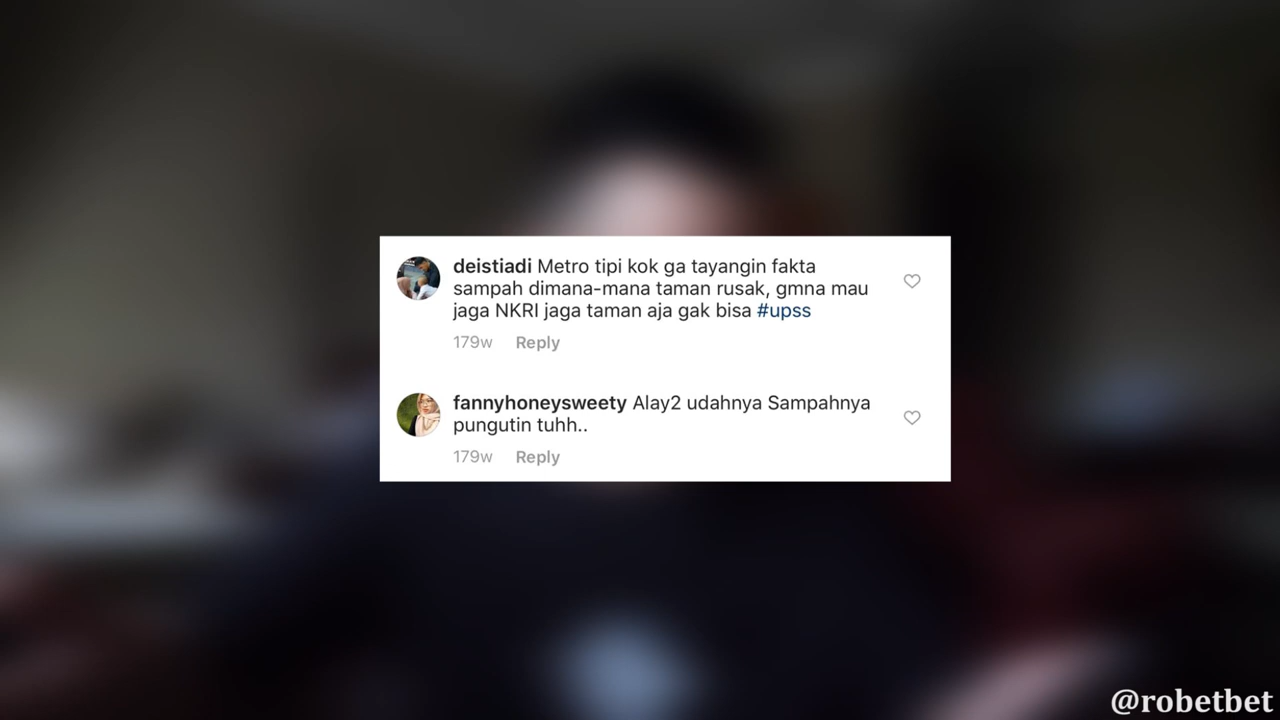 deistiadi Metro tipi kok ga tayangin fakta
sampah dimana-mana taman rusak, gmna mau
jaga NKRI jaga taman aja gak bisa #upss
179w Reply
fannyhoneysweety Alay2 udahnya Sampahnya
pungutin tuhh..
179w Reply
@robetbet